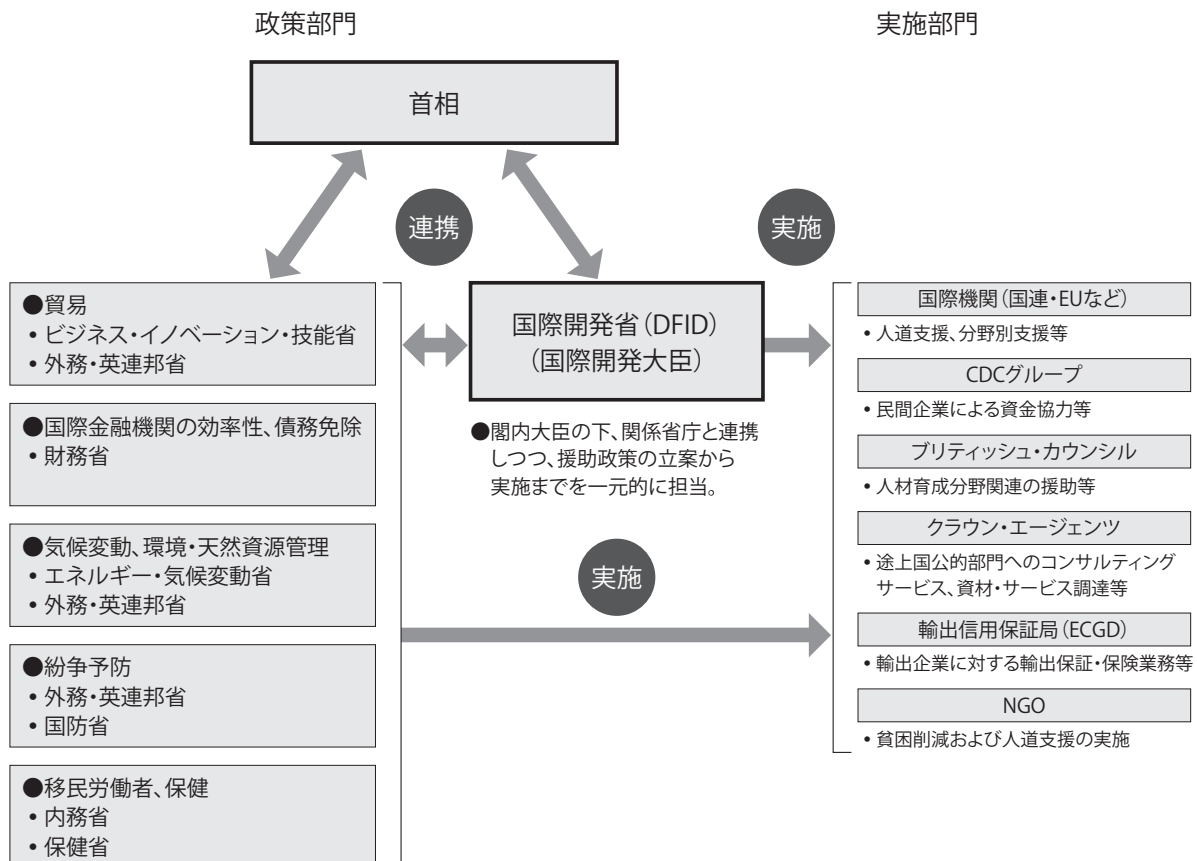 政策部門
実施部門
首相
連携
実施
●貿易
• ビジネス・イノベーション・技能省
• 外務・英連邦省
●国際金融機関の効率性、債務免除
• 財務省
●気候変動、環境・天然資源管理
• エネルギー・気候変動省
• 外務・英連邦省
●紛争予防
• 外務・英連邦省
• 国防省
●移民労働者、保健
• 内務省
• 保健省
国際開発省(DFID)
(国際開発大臣)
●閣内大臣の下、関係省庁と連携
しつつ、援助政策の立案から
実施までを一元的に担当。
実施
国際機関(国連・EUなど)
• 人道支援、分野別支援等
CDCグループ
• 民間企業による資金協力等
ブリティッシュ・カウンシル
• 人材育成分野関連の援助等
クラウン・エージェンツ
• 途上国公的部門へのコンサルティング
サービス、資材・サービス調達等
輸出信用保証局(ECGD)
• 輸出企業に対する輸出保証・保険業務等
NGO
• 貧困削減および人道支援の実施